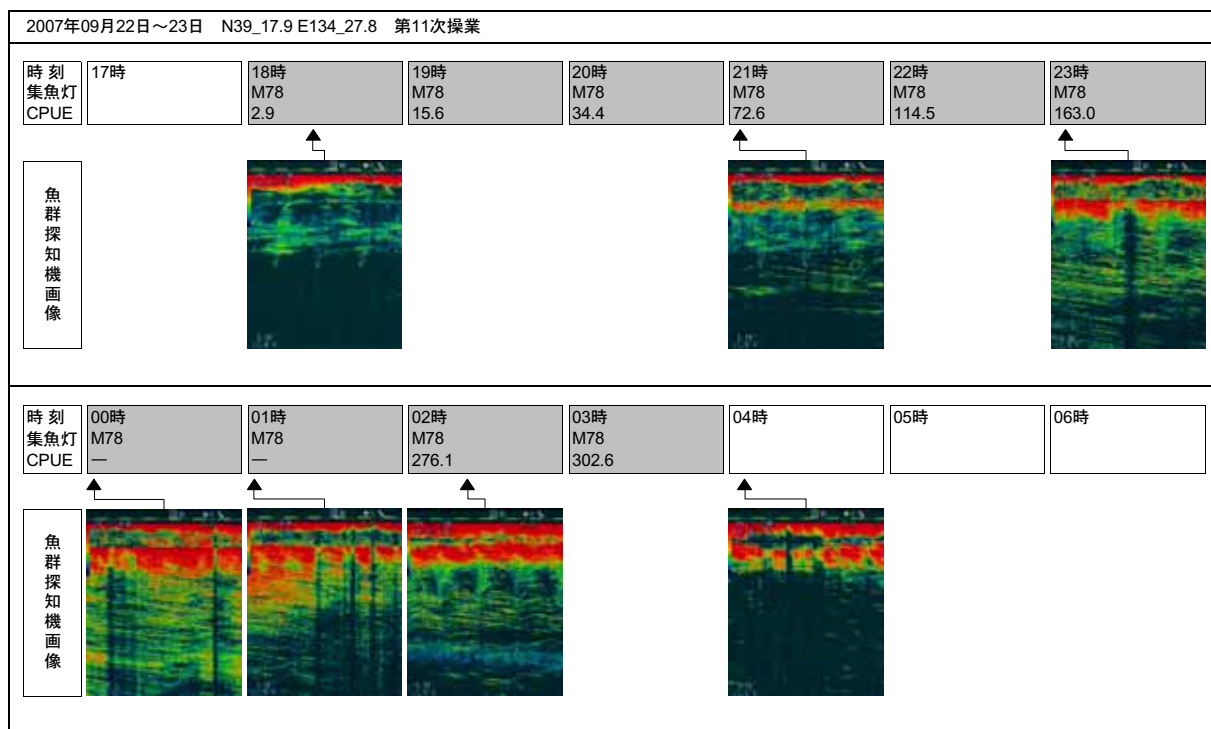 2007年09月22日～23日 N39_17.9 E134_27.8 第11次操業
時 刻 17時 18時 19時 20時 21時 22時 23時
集魚灯 M78 M78 M78 M78 M78 M78
CPUE 2.9 15.6 34.4 72.6 114.5 163.0
魚群探知機画像
時 刻 00時 01時 02時 03時 04時 05時 06時
集魚灯 M78 M78 M78 M78
CPUE ― ― 276.1 302.6
魚群探知機画像